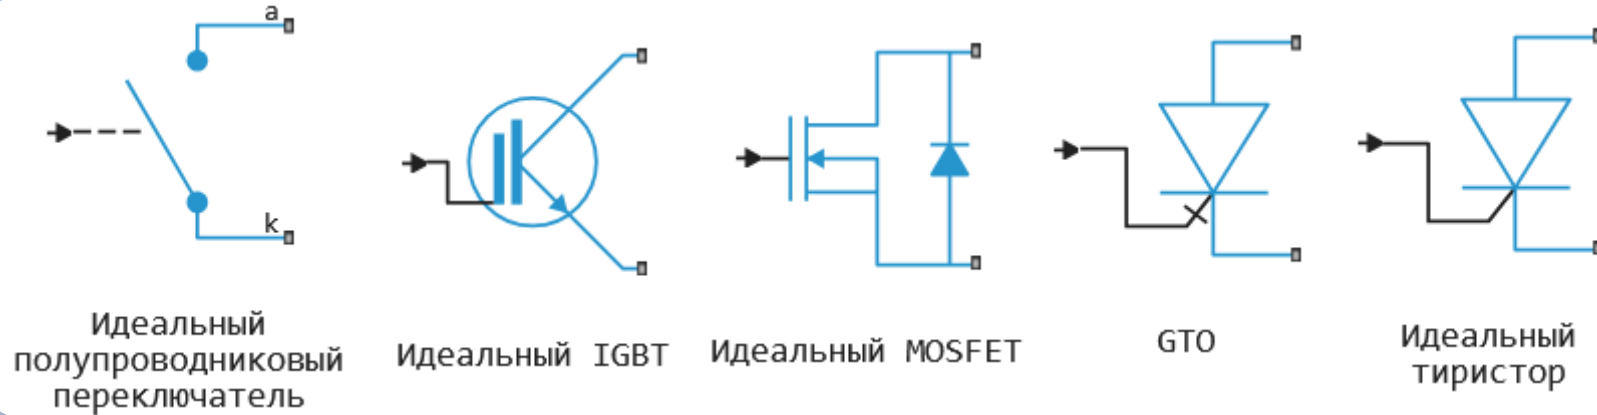 a
k
Идеальный
полупроводниковый
переключатель
Идеальный IGBT
Идеальный MOSFET
GTO
Идеальный
тиристор